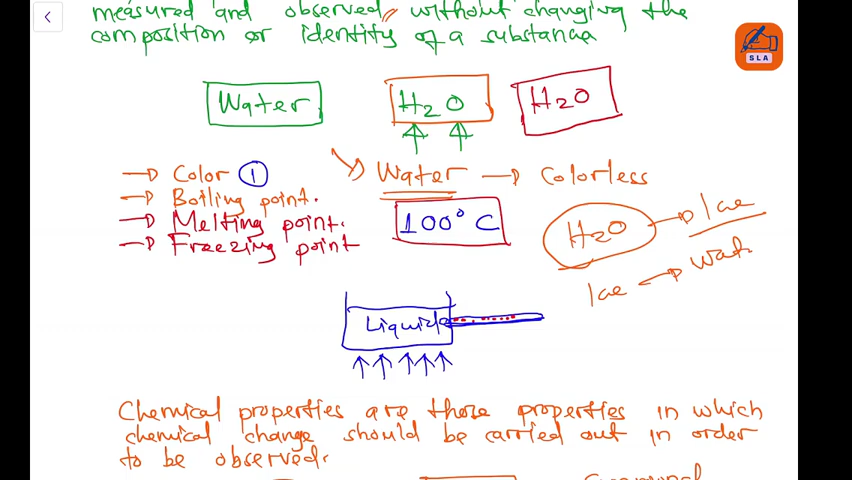 measured and observed, without changing the
composition or identity of a substance
SLA
Water
H2O
H2O
→ Color ①
→ Boiling point.
→ Melting point.
→ Freezing point
Water → Colorless
100° C
H2O → Ice
Ice ↔ wat
Liquid
Chemical properties are those properties in which
chemical change should be carried out in order
to be observed.